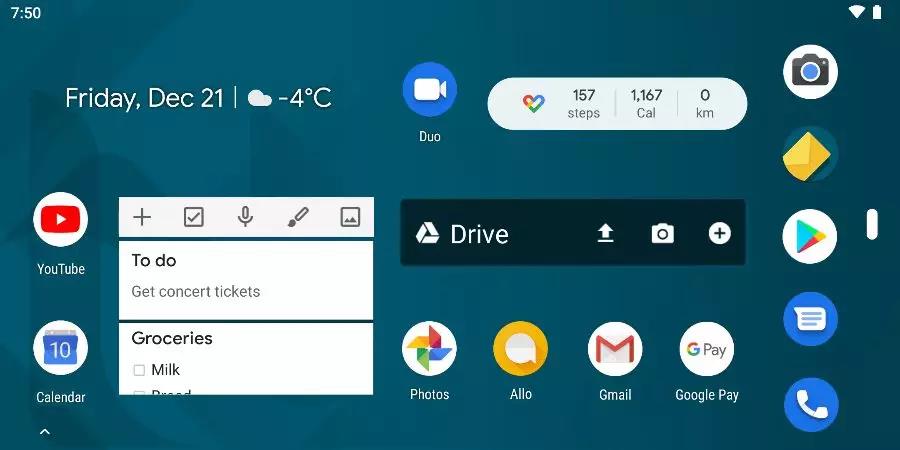 7:50
Friday, Dec 21 | -4°C
Duo
157
steps
1,167
Cal
0
km
YouTube
To do
Get concert tickets
Drive
Groceries
Milk
10
Calendar
Photos
Allo
Gmail
G Pay
Google Pay